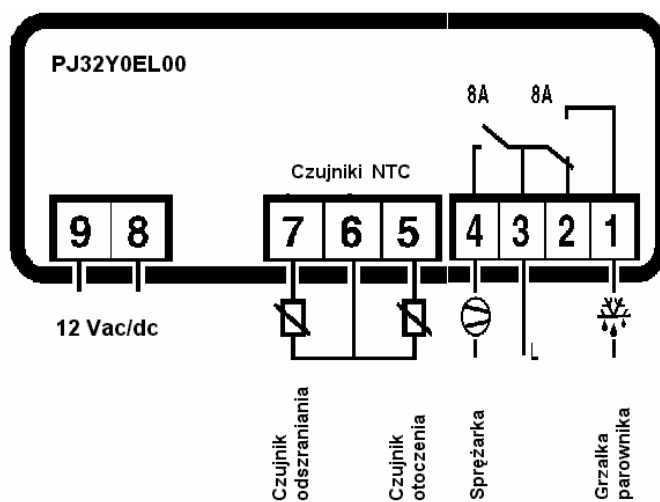 PJ32Y0EL00
8A 8A
Czujniki NTC
9 8 7 6 5 4 3 2 1
12 Vac/dc
L
Czujnik
odszraniania
Czujnik
otoczenia
Sprężarka
Grzałka
parownika